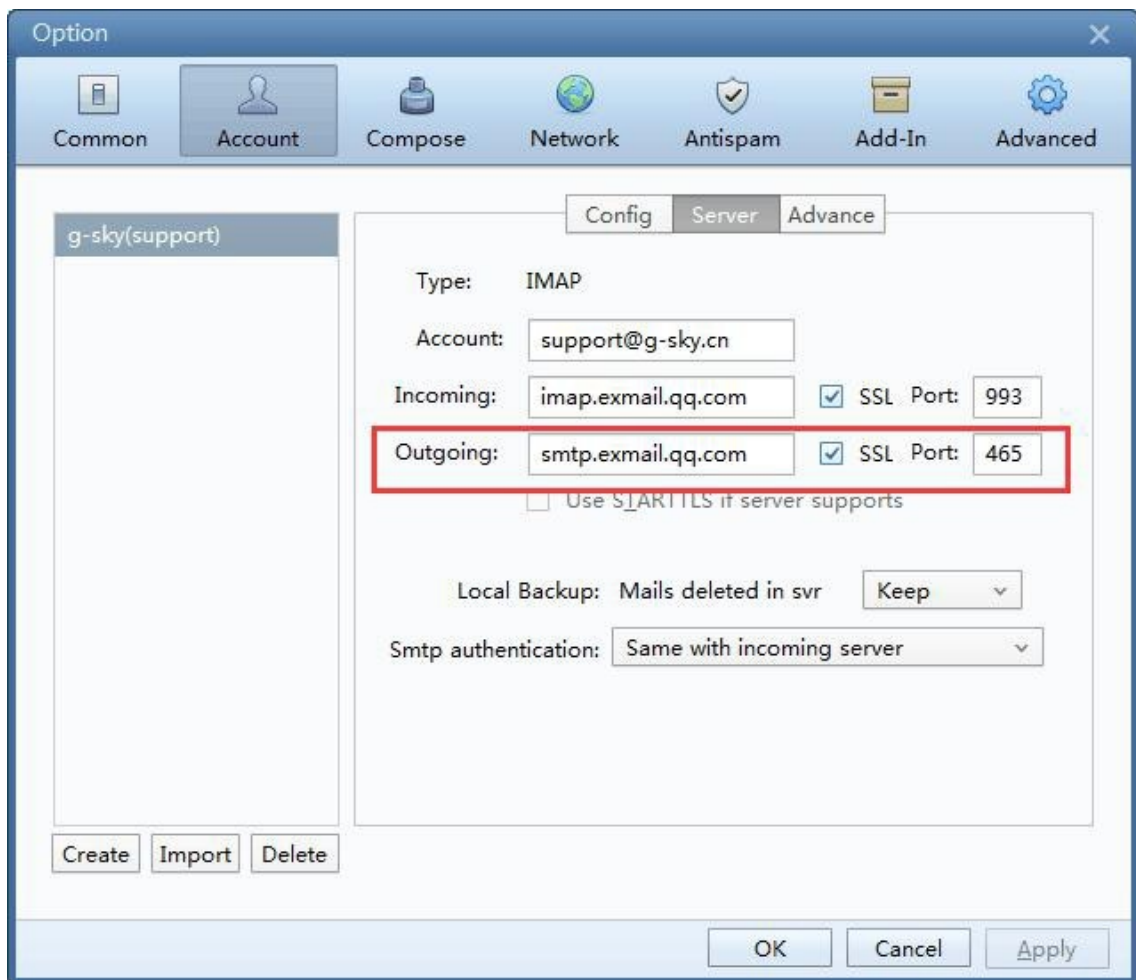 Option
Common Account Compose Network Antispam Add-In Advanced
g-sky(support)
Config Server Advance
Type: IMAP
Account: support@g-sky.cn
Incoming: imap.exmail.qq.com SSL Port: 993
Outgoing: smtp.exmail.qq.com SSL Port: 465
Use STARTTLS if server supports
Local Backup: Mails deleted in svr Keep
Smtp authentication: Same with incoming server
Create Import Delete
OK Cancel Apply